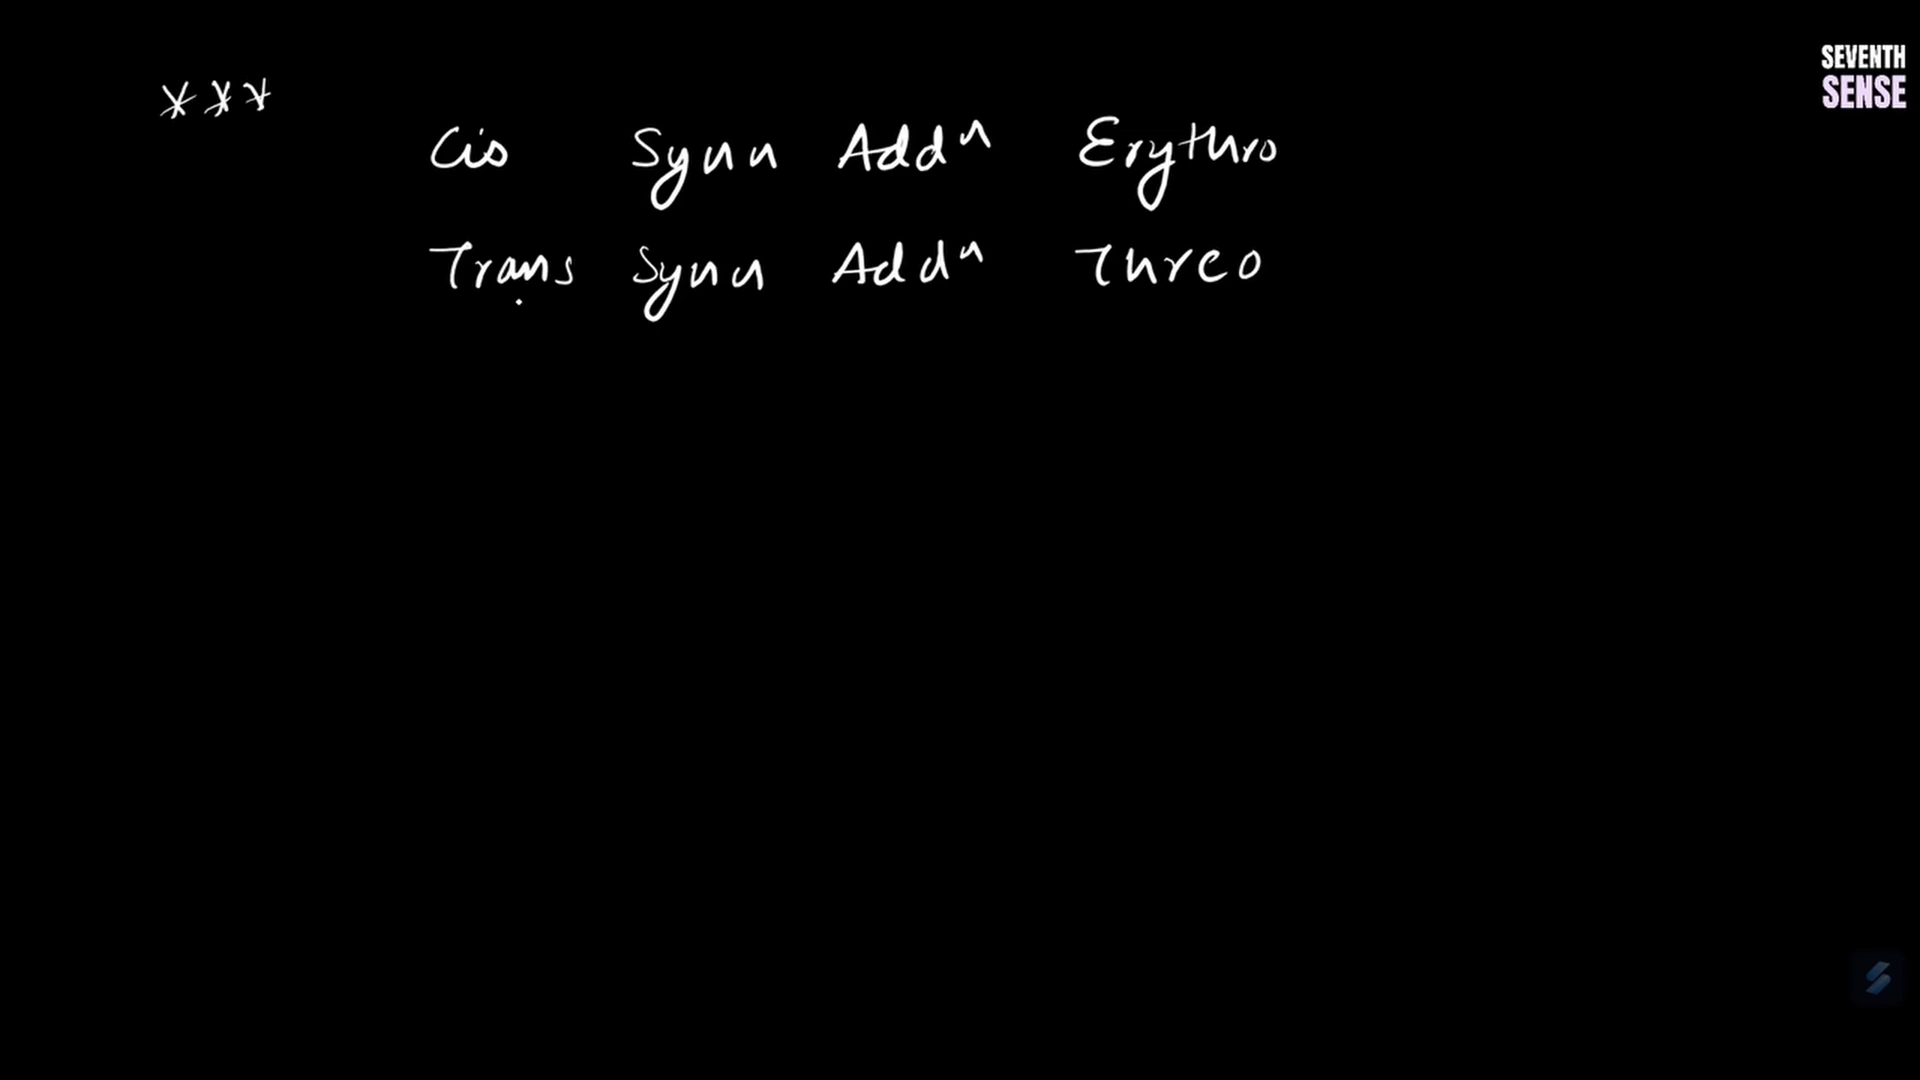 ***
SEVENTH
SENSE
Cis Synn Addⁿ Erythro
Trans Synn Addⁿ Threo